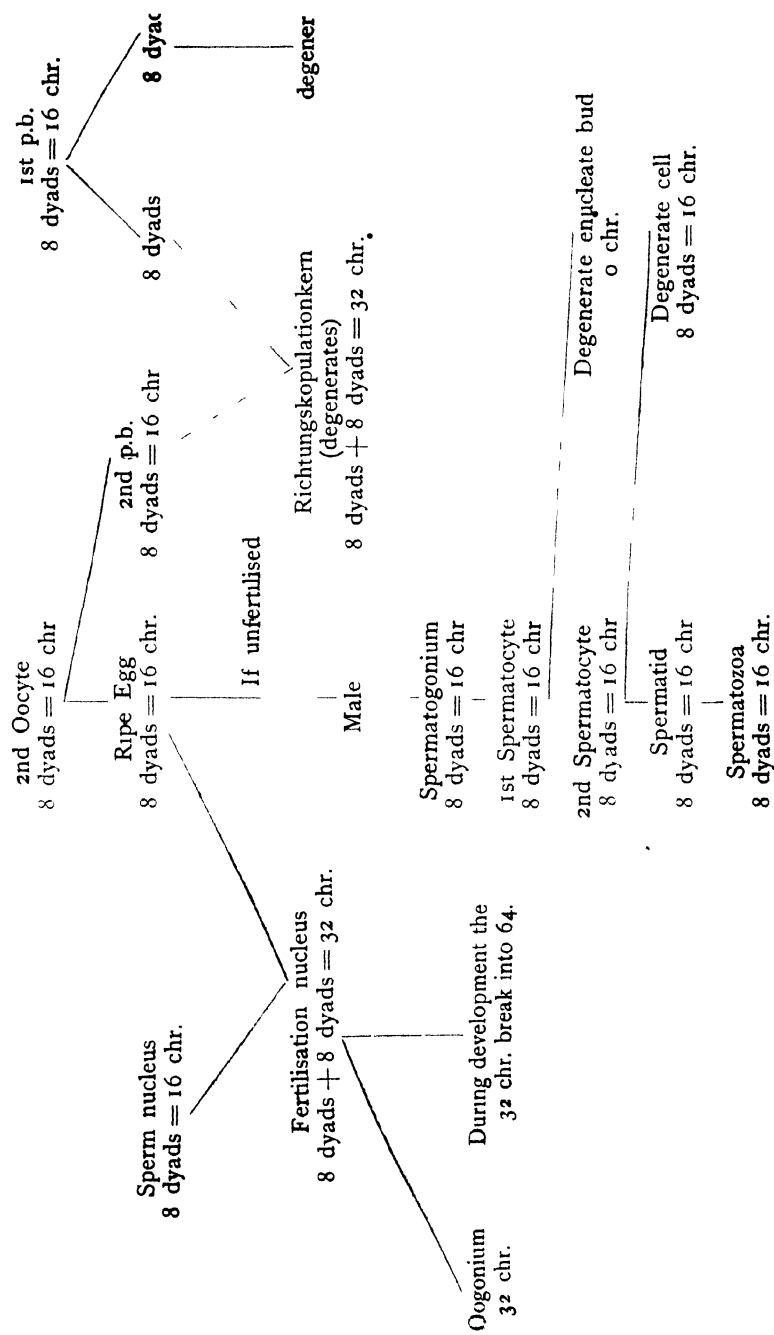 1st p.b.
8 dyads = 16 chr.
2nd Oocyte
8 dyads = 16 chr
8 dyads
8 dyad
Sperm nucleus
8 dyads = 16 chr.
Ripe Egg
8 dyads = 16 chr.
2nd p.b.
8 dyads = 16 chr
degener
If unfertilised
Fertilisation nucleus
8 dyads + 8 dyads = 32 chr.
Richtungskopulationkern
(degenerates)
8 dyads + 8 dyads = 32 chr.
Male
Oogonium
32 chr.
During development the
32 chr. break into 64.
Spermatogonium
8 dyads = 16 chr
1st Spermatocyte
8 dyads = 16 chr
Degenerate enucleate bud
0 chr.
2nd Spermatocyte
8 dyads = 16 chr
Degenerate cell
8 dyads = 16 chr.
Spermatid
8 dyads = 16 chr
Spermatozoa
8 dyads = 16 chr.